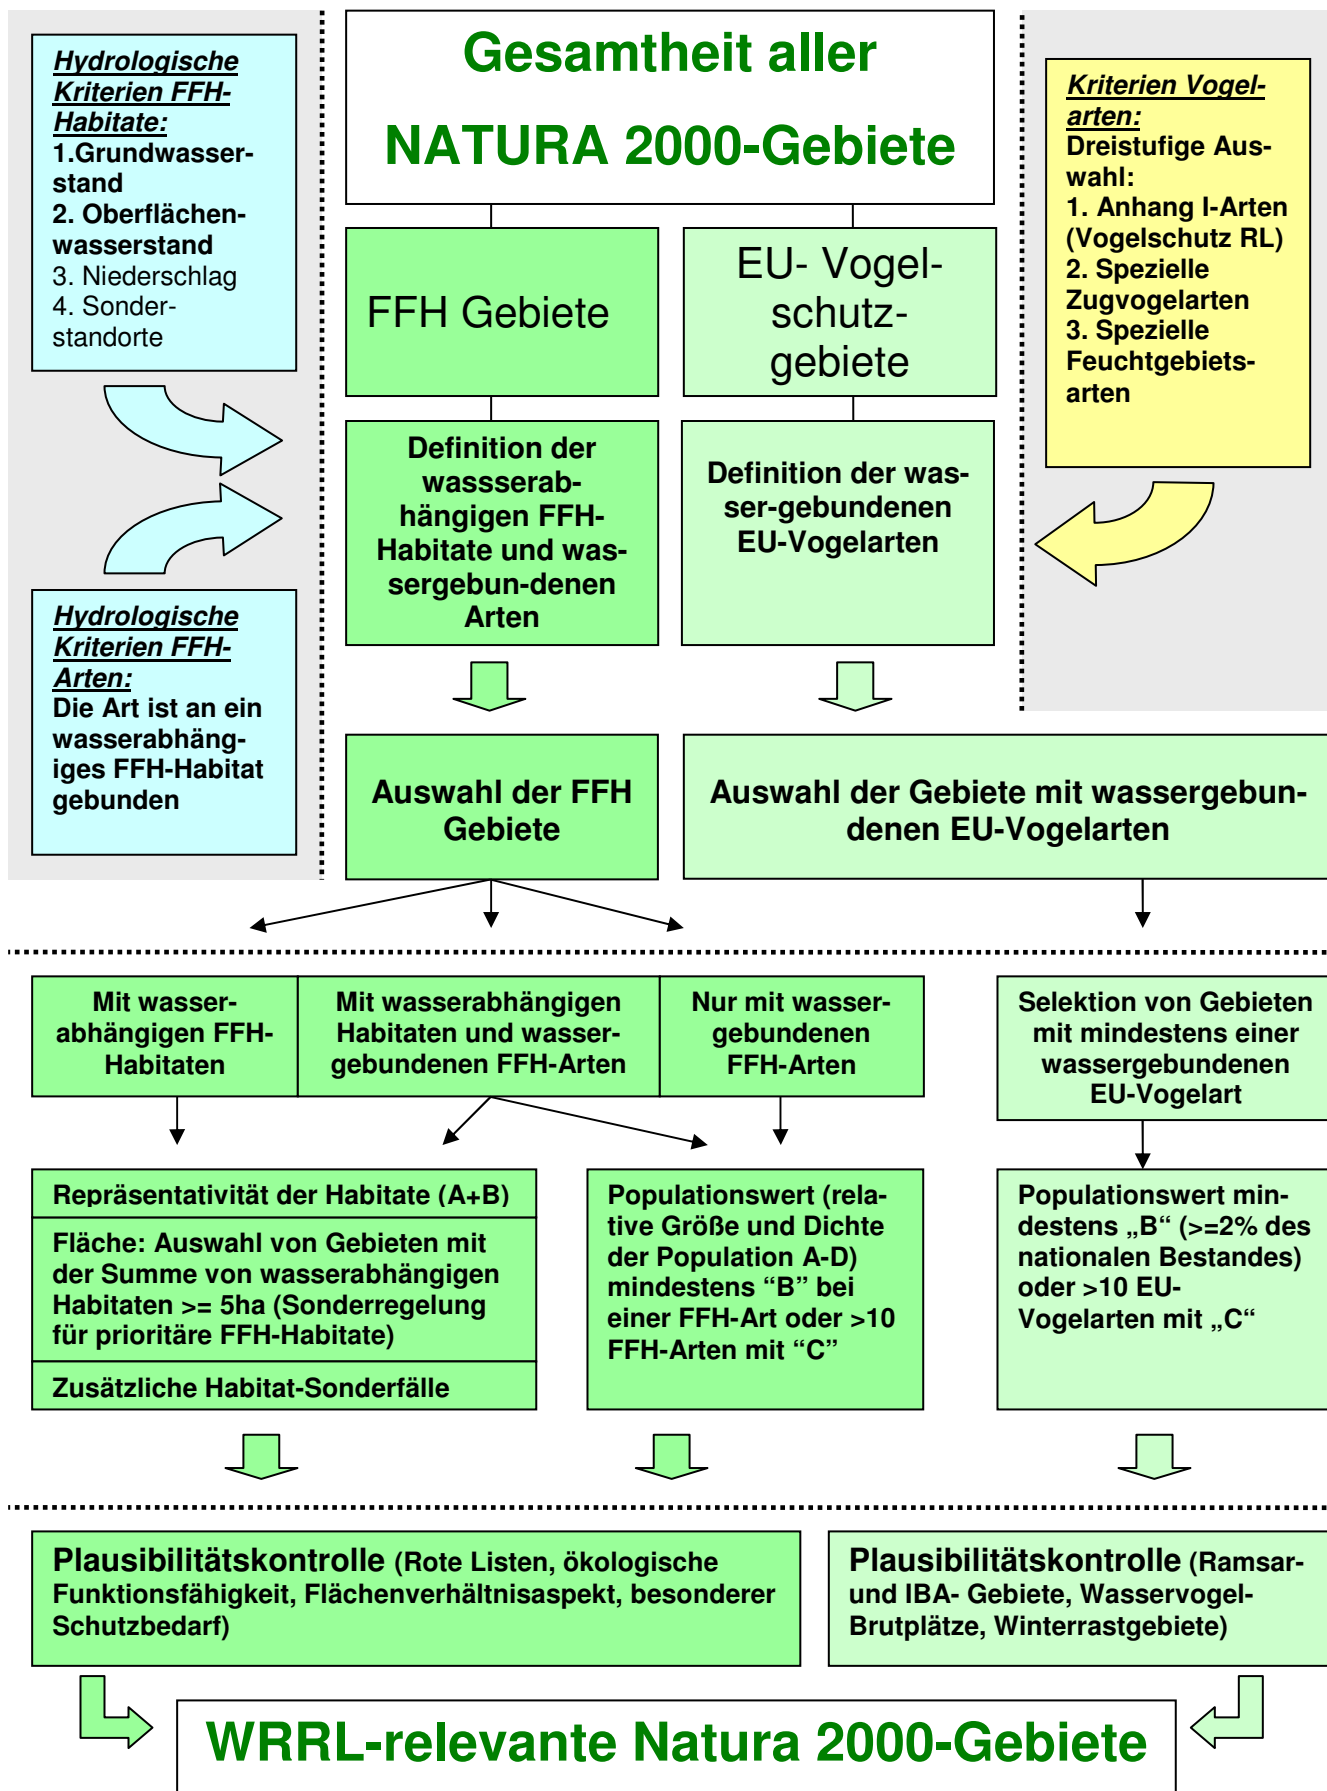 Gesamtheit aller
NATURA 2000-Gebiete
Hydrologische
Kriterien FFH-
Habitate:
1.Grundwasser-
stand
2. Oberflächen-
wasserstand
3. Niederschlag
4. Sonder-
standorte
Kriterien Vogel-
arten:
Dreistufige Aus-
wahl:
1. Anhang I-Arten
(Vogelschutz RL)
2. Spezielle
Zugvogelarten
3. Spezielle
Feuchtgebiets-
arten
FFH Gebiete
EU- Vogel-
schutz-
gebiete
Definition der
wassserab-
hängigen FFH-
Habitate und was-
sergebun-denen
Arten
Definition der was-
ser-gebundenen
EU-Vogelarten
Hydrologische
Kriterien FFH-
Arten:
Die Art ist an ein
wasserabhäng-
iges FFH-Habitat
gebunden
Auswahl der FFH
Gebiete
Auswahl der Gebiete mit wassergebun-
denen EU-Vogelarten
Mit wasser-
abhängigen FFH-
Habitaten
Mit wasserabhängigen
Habitaten und wasser-
gebundenen FFH-Arten
Nur mit wasser-
gebundenen
FFH-Arten
Selektion von Gebieten
mit mindestens einer
wassergebundenen
EU-Vogelart
Repräsentativität der Habitate (A+B)
Fläche: Auswahl von Gebieten mit
der Summe von wasserabhängigen
Habitaten >= 5ha (Sonderregelung
für prioritäre FFH-Habitate)
Zusätzliche Habitat-Sonderfälle
Populationswert (rela-
tive Größe und Dichte
der Population A-D)
mindestens “B” bei
einer FFH-Art oder >10
FFH-Arten mit “C”
Populationswert min-
destens „B“ (>=2% des
nationalen Bestandes)
oder >10 EU-
Vogelarten mit „C“
Plausibilitätskontrolle (Rote Listen, ökologische
Funktionsfähigkeit, Flächenverhältnisaspekt, besonderer
Schutzbedarf)
Plausibilitätskontrolle (Ramsar-
und IBA- Gebiete, Wasservogel-
Brutplätze, Winterrastgebiete)
WRRL-relevante Natura 2000-Gebiete